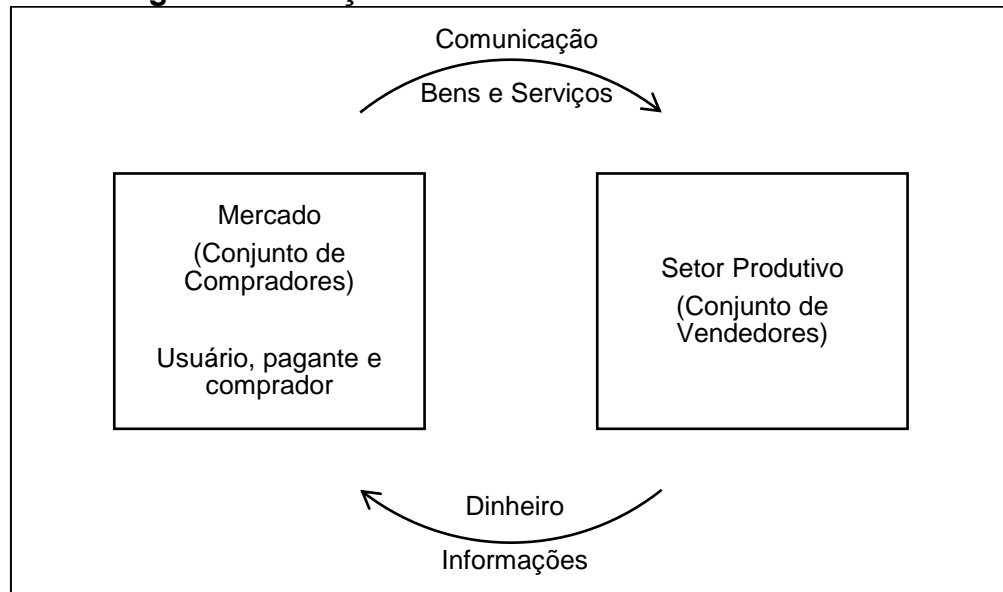 Comunicação
Bens e Serviços
Mercado
(Conjunto de
Compradores)
Usuário, pagante e
comprador
Setor Produtivo
(Conjunto de
Vendedores)
Dinheiro
Informações